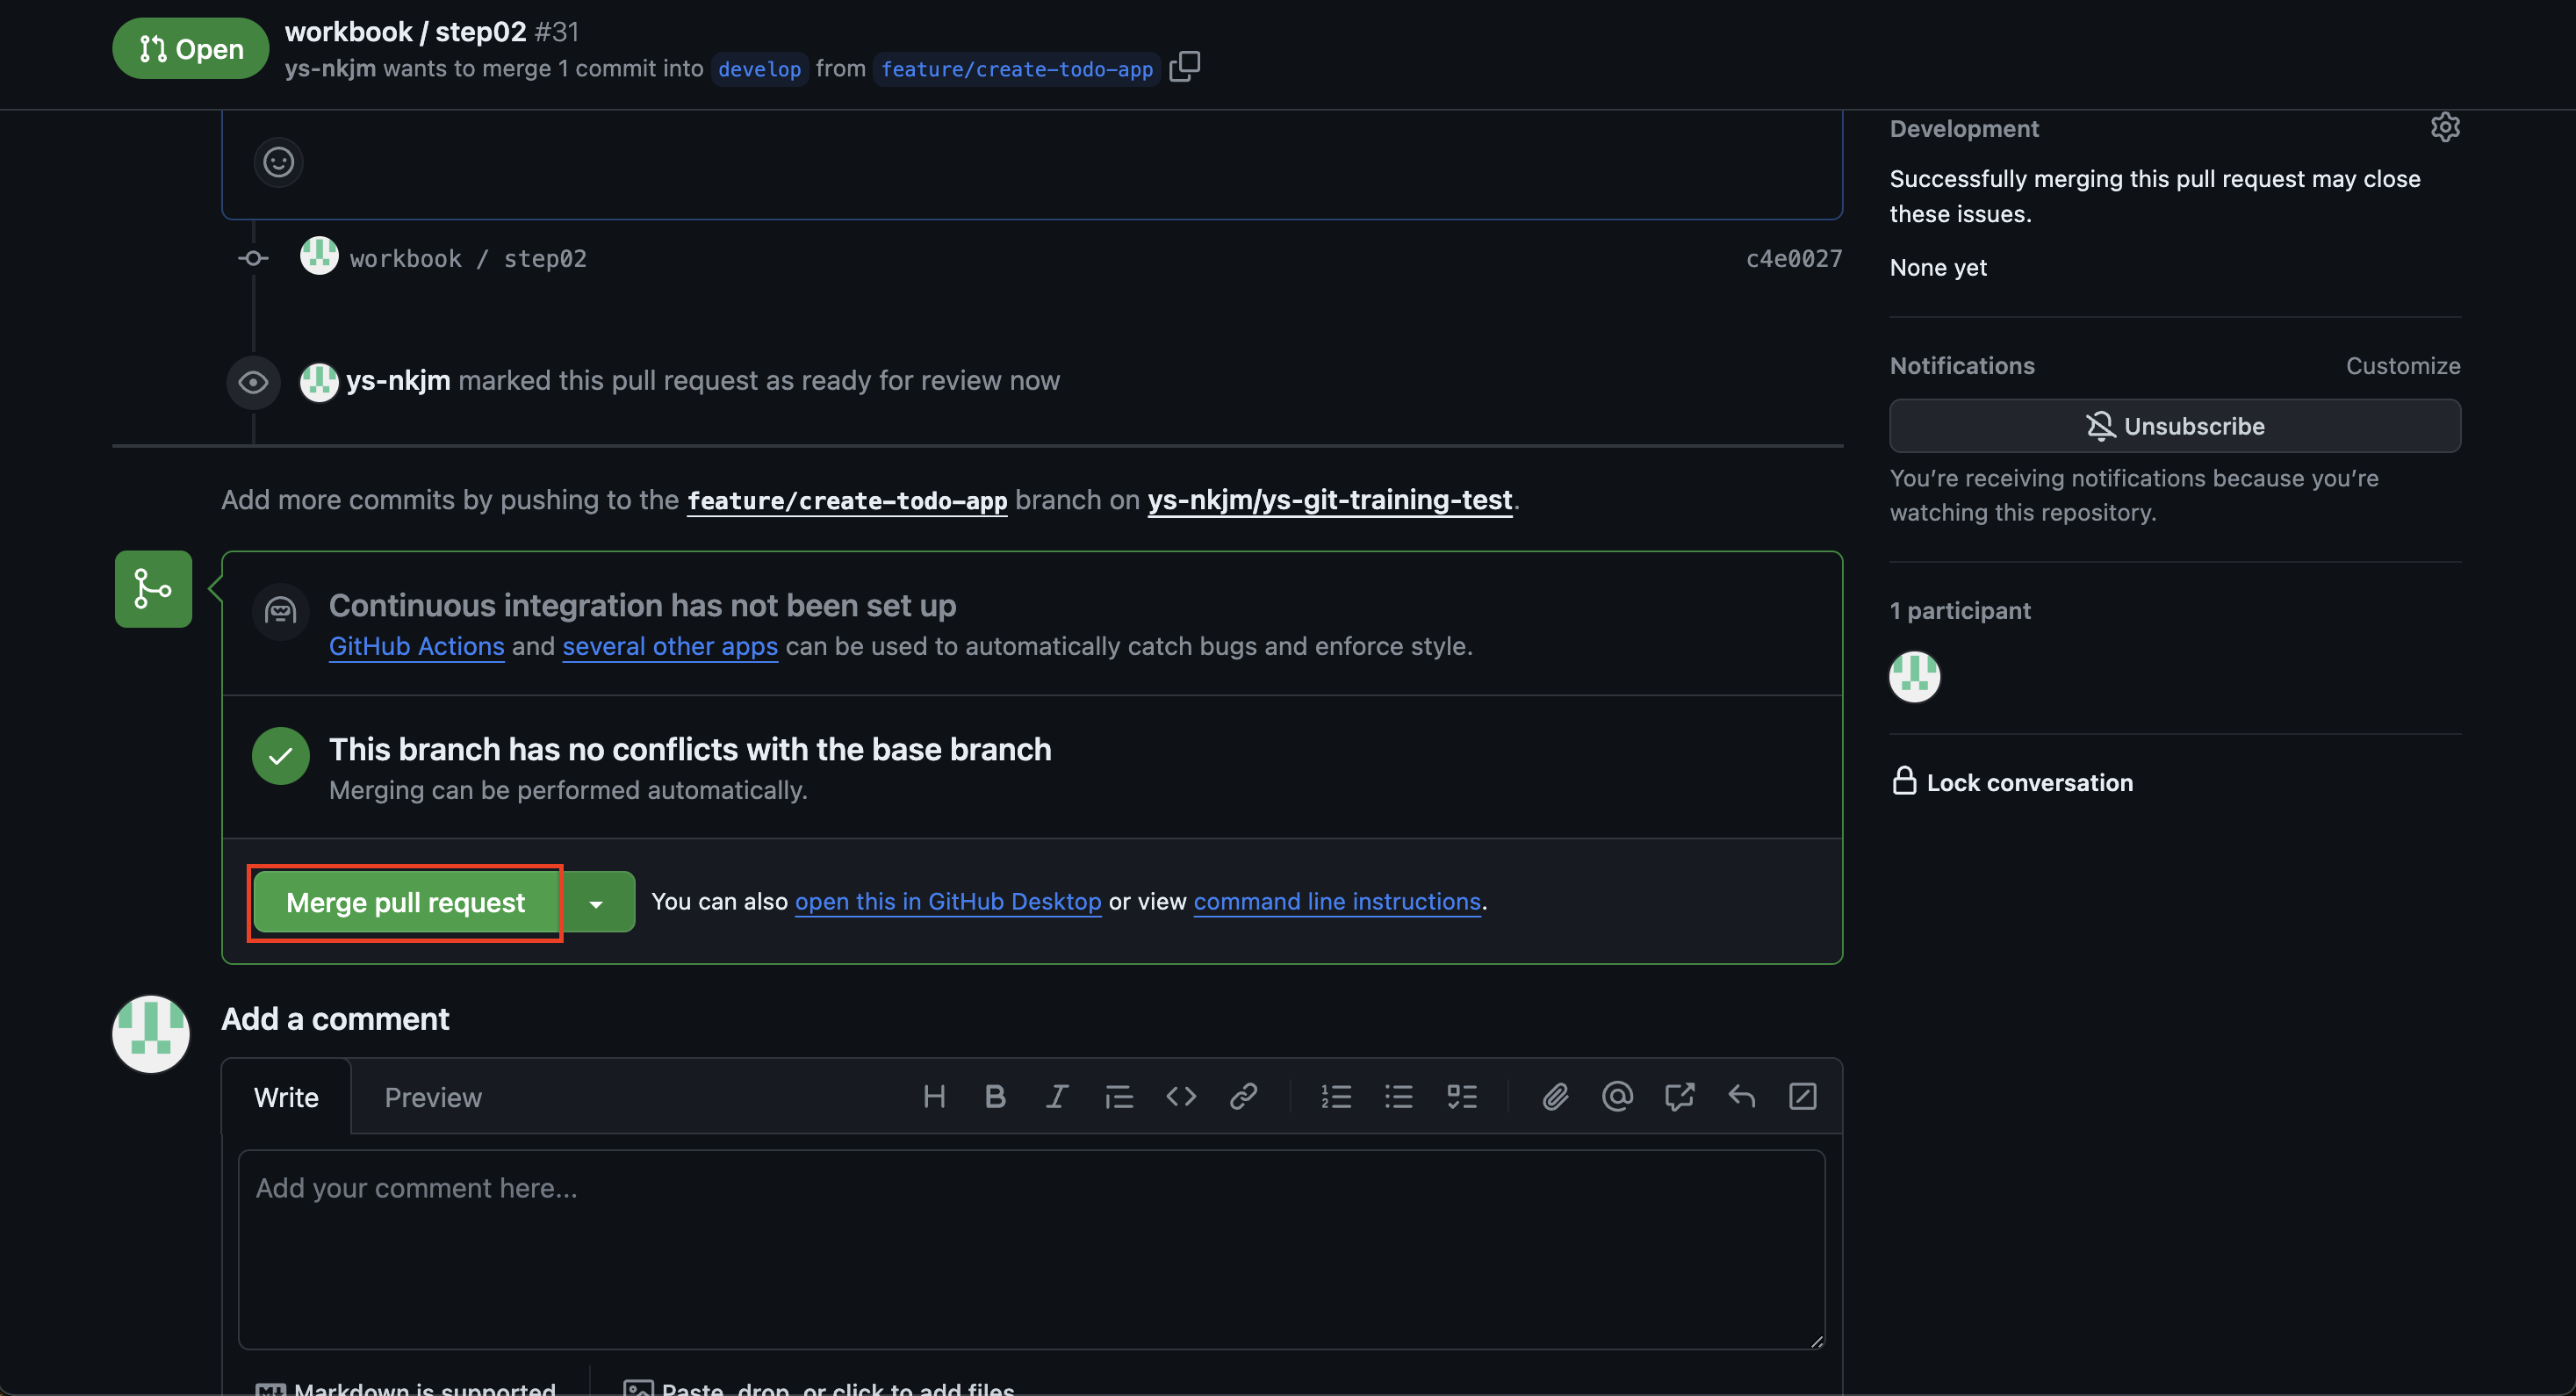 Open
workbook / step02 #31
ys-nkjm wants to merge 1 commit into develop from feature/create-todo-app
workbook / step02 c4e0027
ys-nkjm marked this pull request as ready for review now
Add more commits by pushing to the feature/create-todo-app branch on ys-nkjm/ys-git-training-test.
Continuous integration has not been set up
GitHub Actions and several other apps can be used to automatically catch bugs and enforce style.
This branch has no conflicts with the base branch
Merging can be performed automatically.
Merge pull request
You can also open this in GitHub Desktop or view command line instructions.
Add a comment
Write Preview
Add your comment here...
Markdown is supported
Paste, drop, or click to add files
Development
Successfully merging this pull request may close
these issues.
None yet
Notifications Customize
Unsubscribe
You’re receiving notifications because you’re
watching this repository.
1 participant
Lock conversation